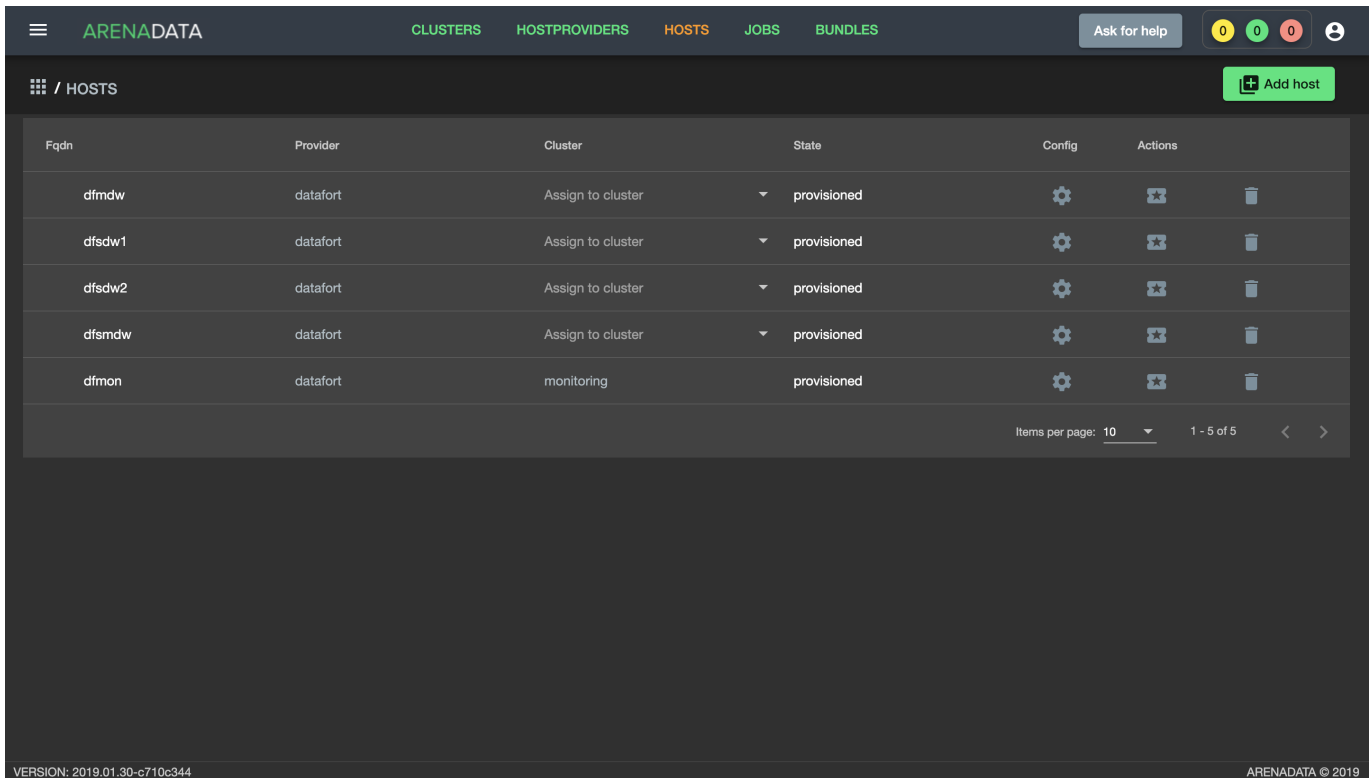 ARENADATA CLUSTERS HOSTPROVIDERS HOSTS JOBS BUNDLES Ask for help 0 0 0
/ HOSTS Add host
Fqdn Provider Cluster State Config Actions
dfmdw datafort Assign to cluster provisioned
dfsdw1 datafort Assign to cluster provisioned
dfsdw2 datafort Assign to cluster provisioned
dfsmdw datafort Assign to cluster provisioned
dfmon datafort monitoring provisioned
Items per page: 10 1 - 5 of 5
VERSION: 2019.01.30-c710c344 ARENADATA © 2019